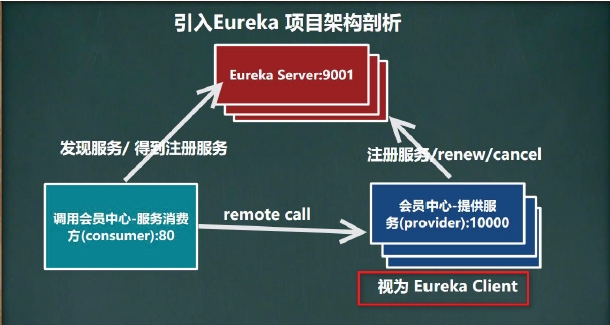 引入Eureka 项目架构剖析
Eureka Server:9001
发现服务/ 得到注册服务
注册服务/renew/cancel
调用会员中心-服务消费
方(consumer):80
remote call
会员中心-提供服
务(provider):10000
视为 Eureka Client